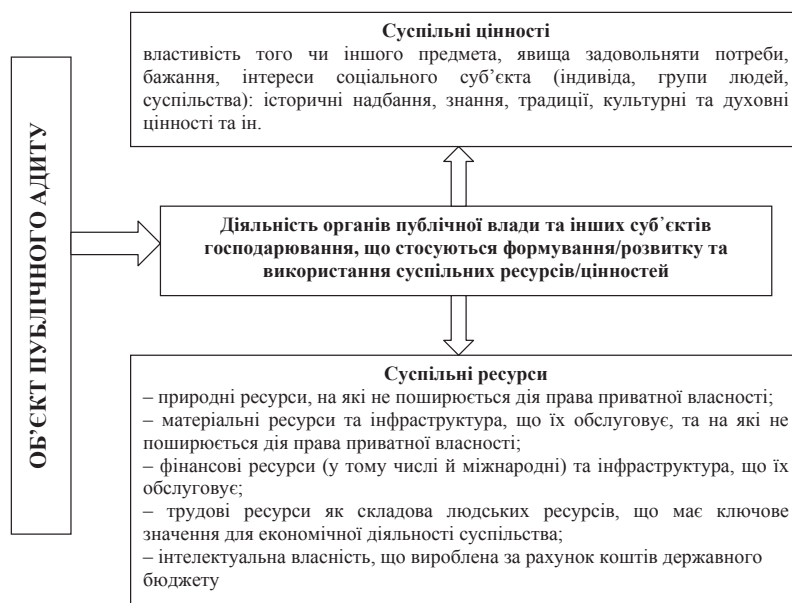 ОБ’ЄКТ ПУБЛІЧНОГО АДИТУ
Суспільні цінності
властивість того чи іншого предмета, явища задовольняти потреби,
бажання, інтереси соціального суб’єкта (індивіда, групи людей,
суспільства): історичні надбання, знання, традиції, культурні та духовні
цінності та ін.
Діяльність органів публічної влади та інших суб᾽єктів
господарювання, що стосуються формування/розвитку та
використання суспільних ресурсів/цінностей
Суспільні ресурси
– природні ресурси, на які не поширюється дія права приватної власності;
– матеріальні ресурси та інфраструктура, що їх обслуговує, та на які не
поширюється дія права приватної власності;
– фінансові ресурси (у тому числі й міжнародні) та інфраструктура, що їх
обслуговує;
– трудові ресурси як складова людських ресурсів, що має ключове
значення для економічної діяльності суспільства;
– інтелектуальна власність, що вироблена за рахунок коштів державного
бюджету